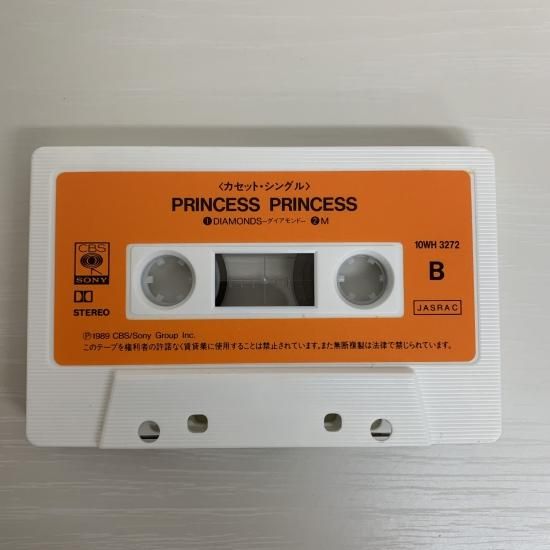 〈カセット・シングル〉
PRINCESS PRINCESS
❶DIAMONDS–ダイアモンド– ❷M
CBS
SONY
STEREO
10WH 3272
B
JASRAC
Ⓟ1989 CBS/Sony Group Inc.
このテープを権利者の許諾なく賃貸業に使用することは禁止されています。また無断複製は法律で禁じられています。